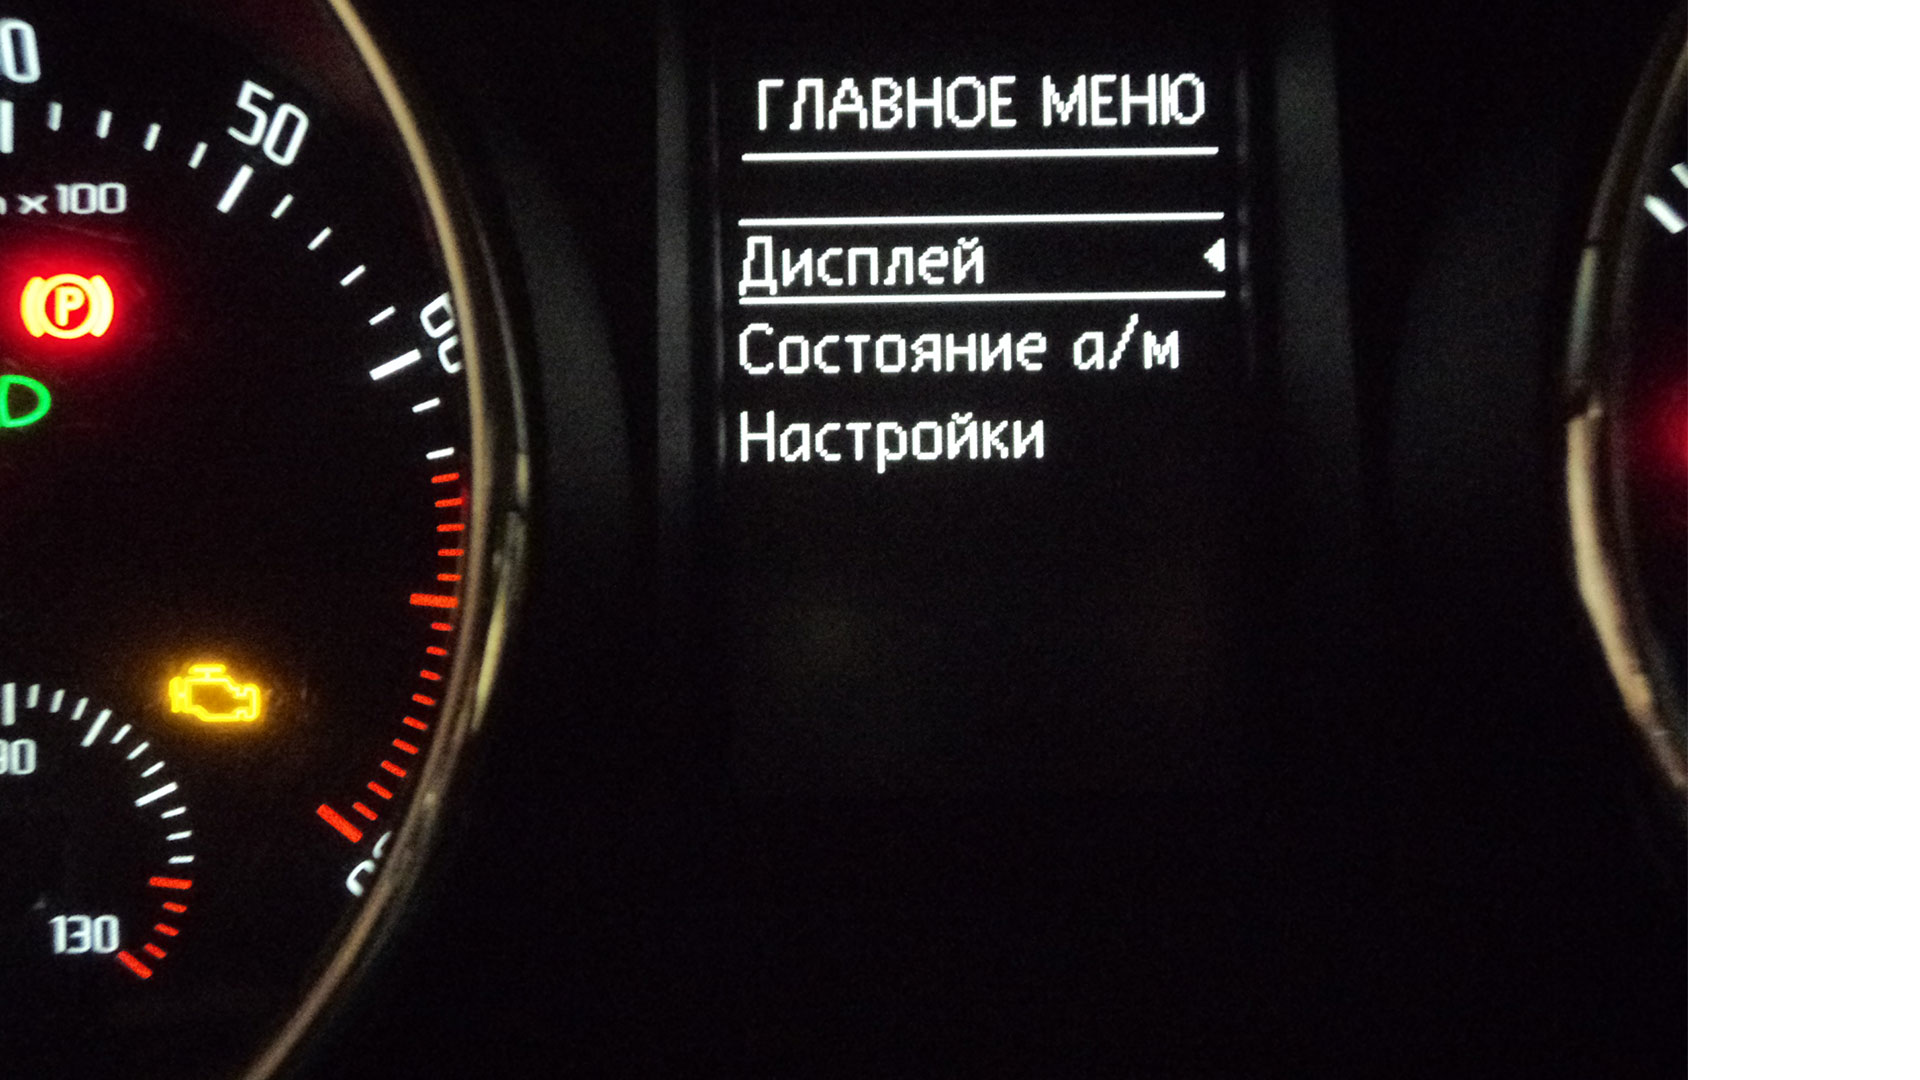 ГЛАВНОЕ МЕНЮ
Дисплей
Состояние а/м
Настройки
50
x100
P
130